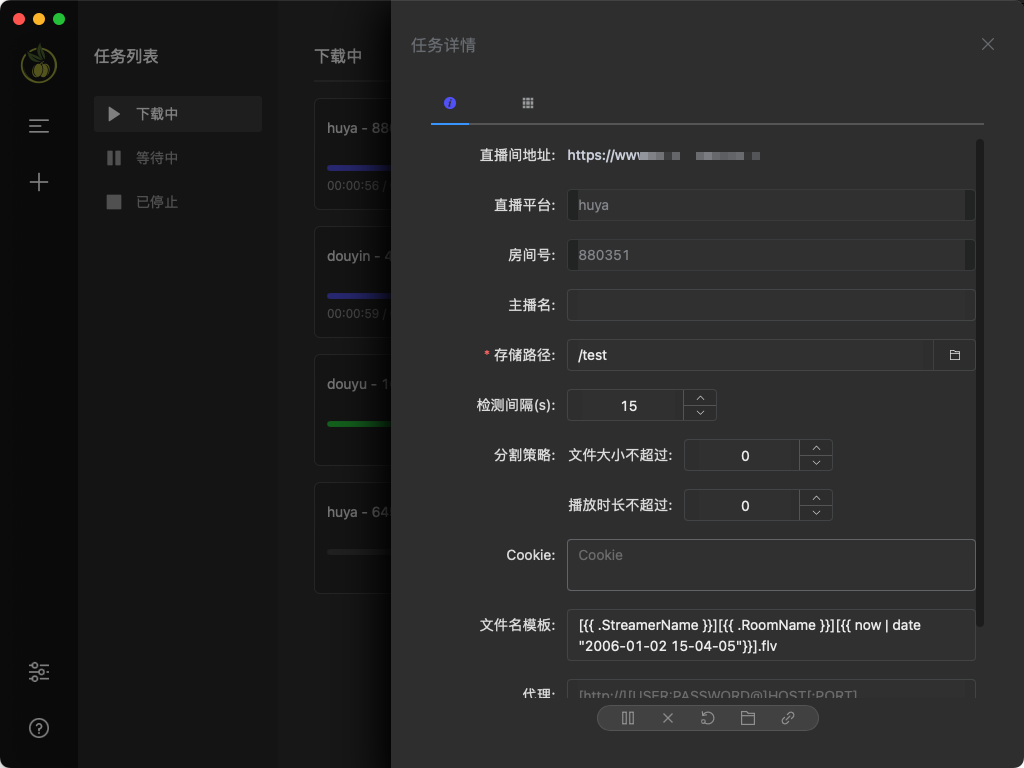 任务列表
下载中
等待中
已停止
下载中
huya - 88
00:00:56 /
douyin - 4
00:00:59 /
douyu - 1
huya - 64
任务详情
直播间地址: https://www
直播平台: huya
房间号: 880351
主播名:
* 存储路径: /test
检测间隔(s): 15
分割策略: 文件大小不超过: 0
播放时长不超过: 0
Cookie: Cookie
文件名模板: [{{ .StreamerName }}][{{ .RoomName }}][{{ now | date
"2006-01-02 15-04-05"}}].flv
代理: [http://][USER:PASSWORD@]HOST[:PORT]